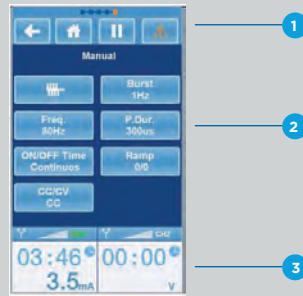 1
Manual
Burst
1Hz
2
Freq.
80Hz
P.Dur.
300us
ON/OFF Time
Continuos
Ramp
0/0
CC/CV
CC
CH2
3
03:46
00:00
3.5mA
V